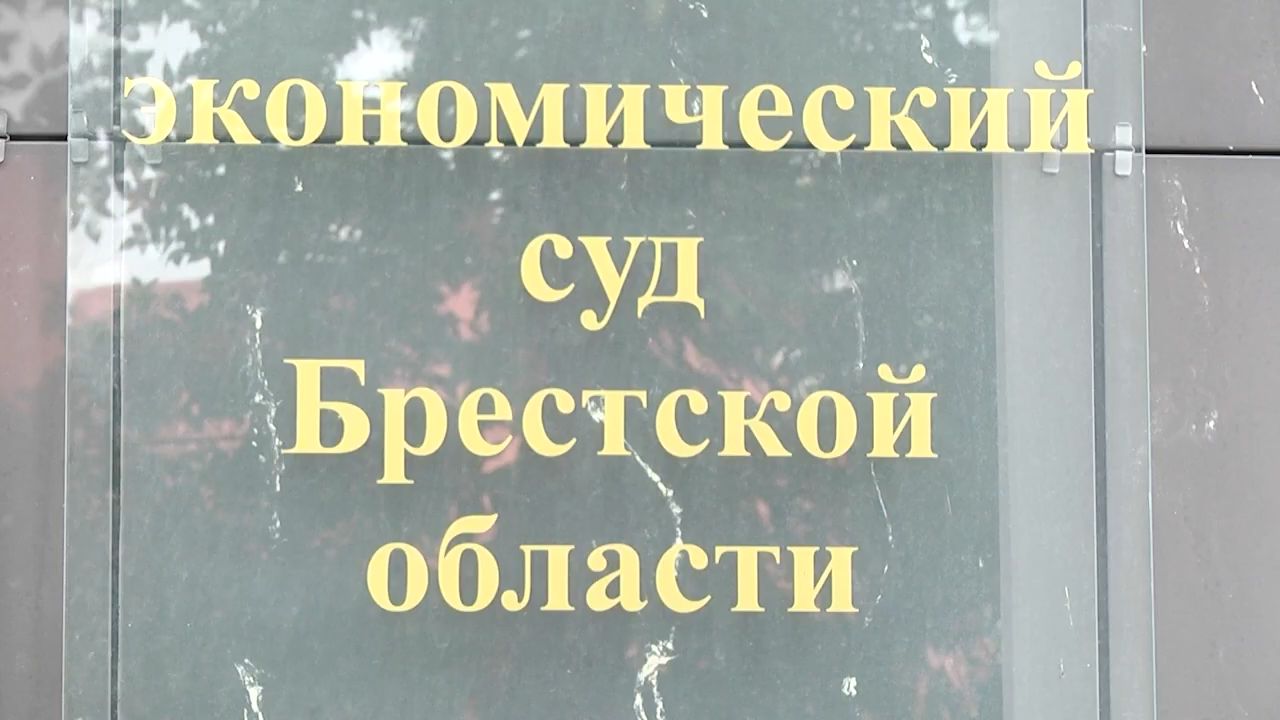 экономический
суд
Брестской
области